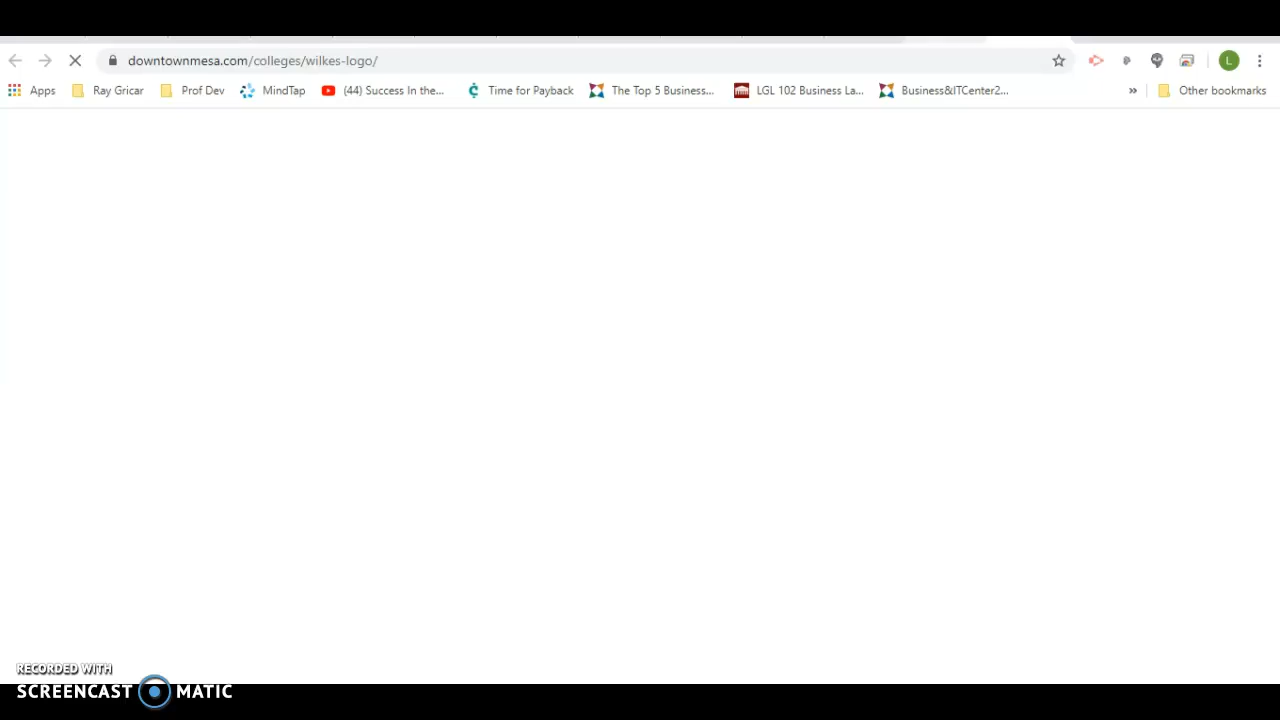 downtownmesa.com/colleges/wilkes-logo/
L
Apps Ray Gricar Prof Dev MindTap (44) Success In the... Time for Payback The Top 5 Business... LGL 102 Business La... Business&ITCenter2... » Other bookmarks
RECORDED WITH
SCREENCAST MATIC